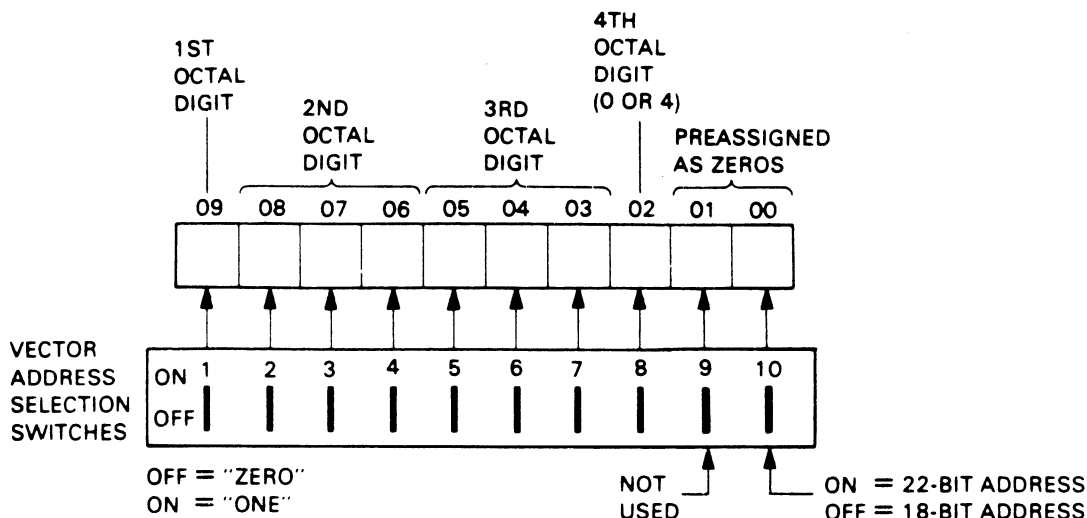 1ST
OCTAL
DIGIT
2ND
OCTAL
DIGIT
3RD
OCTAL
DIGIT
4TH
OCTAL
DIGIT
(0 OR 4)
PREASSIGNED
AS ZEROS
09 08 07 06 05 04 03 02 01 00
VECTOR
ADDRESS
SELECTION
SWITCHES
ON 1 2 3 4 5 6 7 8 9 10
OFF
OFF = "ZERO"
ON = "ONE"
NOT
USED
ON = 22-BIT ADDRESS
OFF = 18-BIT ADDRESS